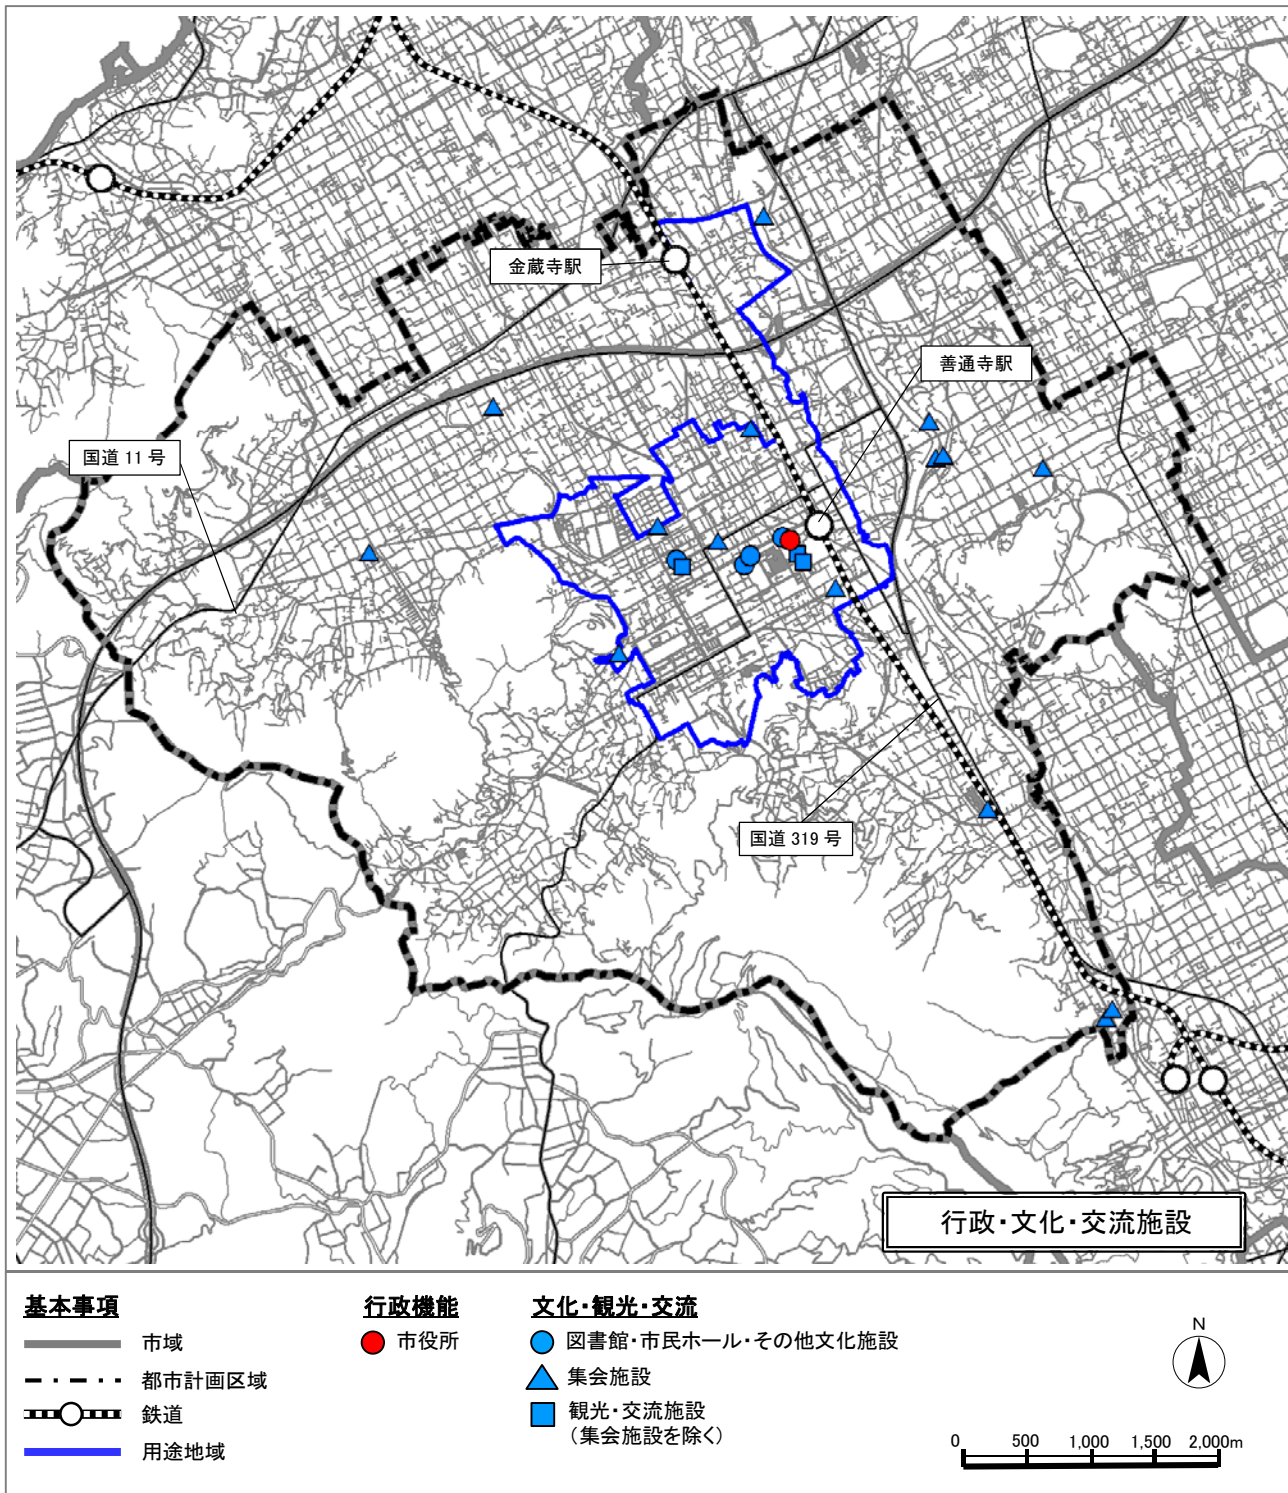 金蔵寺駅
善通寺駅
国道 11 号
国道 319 号
行政・文化・交流施設
基本事項
市域
都市計画区域
鉄道
用途地域
行政機能
市役所
文化・観光・交流
図書館・市民ホール・その他文化施設
集会施設
観光・交流施設
(集会施設を除く)
N
0 500 1,000 1,500 2,000m